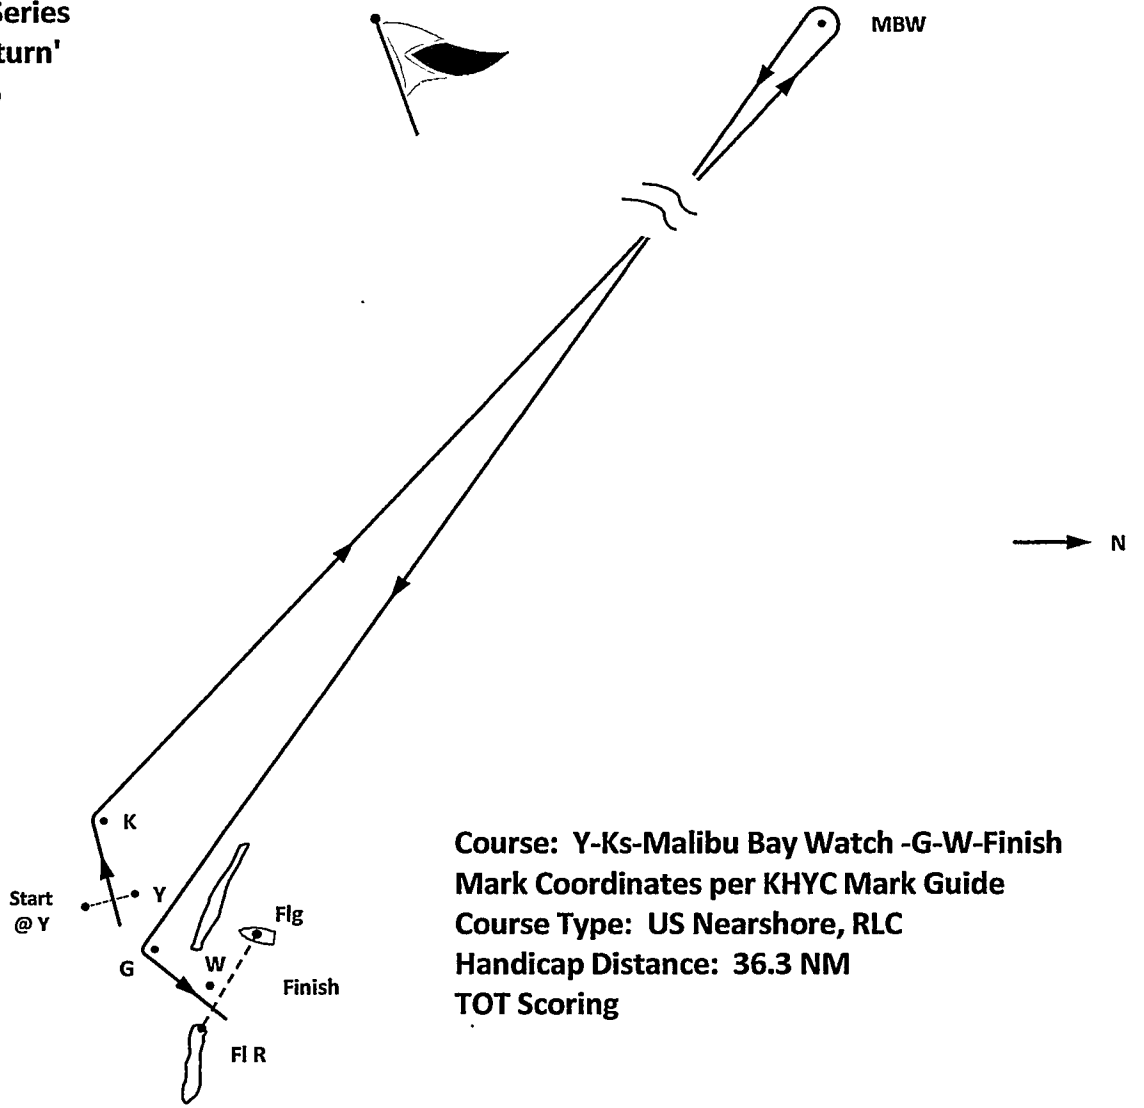 Series
turn'
MBW
N
K
Start
@ Y
Y
Flg
G
W
Finish
Fl R
Course: Y-Ks-Malibu Bay Watch -G-W-Finish
Mark Coordinates per KHYC Mark Guide
Course Type: US Nearshore, RLC
Handicap Distance: 36.3 NM
TOT Scoring